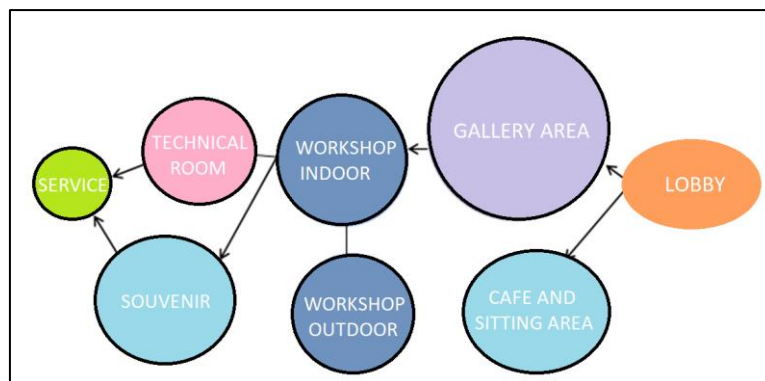 GALLERY AREA
TECHNICAL
ROOM
WORKSHOP
INDOOR
SERVICE
LOBBY
SOUVENIR
WORKSHOP
OUTDOOR
CAFE AND
SITTING AREA